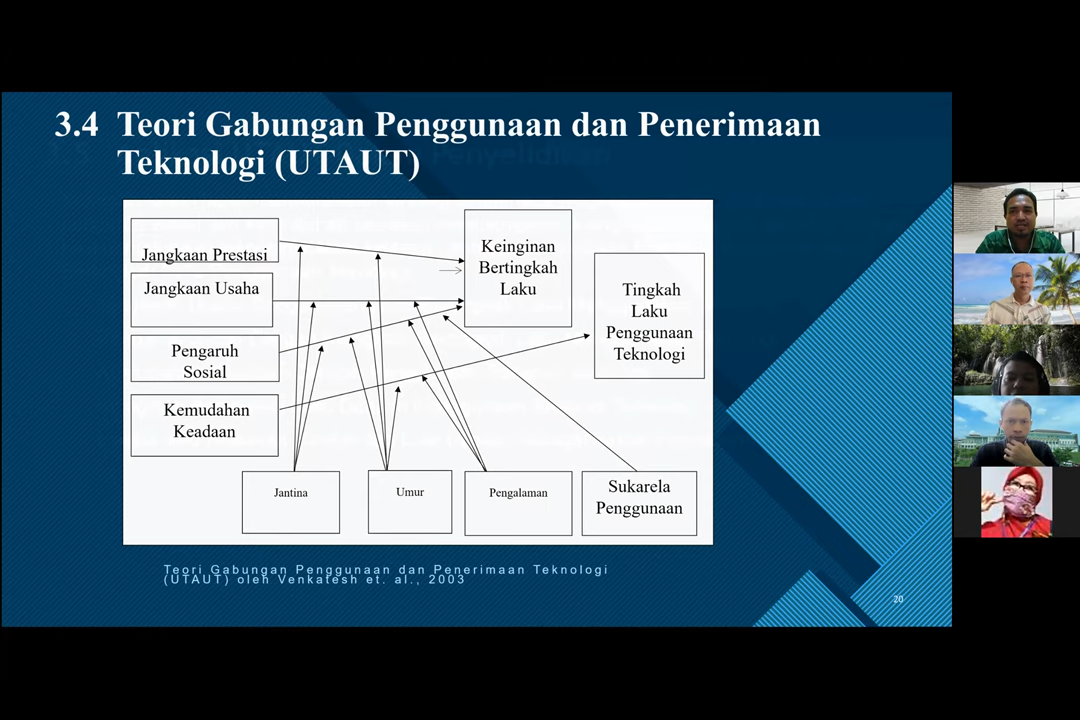 3.4 Teori Gabungan Penggunaan dan Penerimaan
Teknologi (UTAUT)
Jangkaan Prestasi
Jangkaan Usaha
Pengaruh
Sosial
Kemudahan
Keadaan
Keinginan
Bertingkah
Laku
Tingkah
Laku
Penggunaan
Teknologi
Jantina
Umur
Pengalaman
Sukarela
Penggunaan
Teori Gabungan Penggunaan dan Penerimaan Teknologi
(UTAUT) oleh Venkatesh et. al., 2003
20